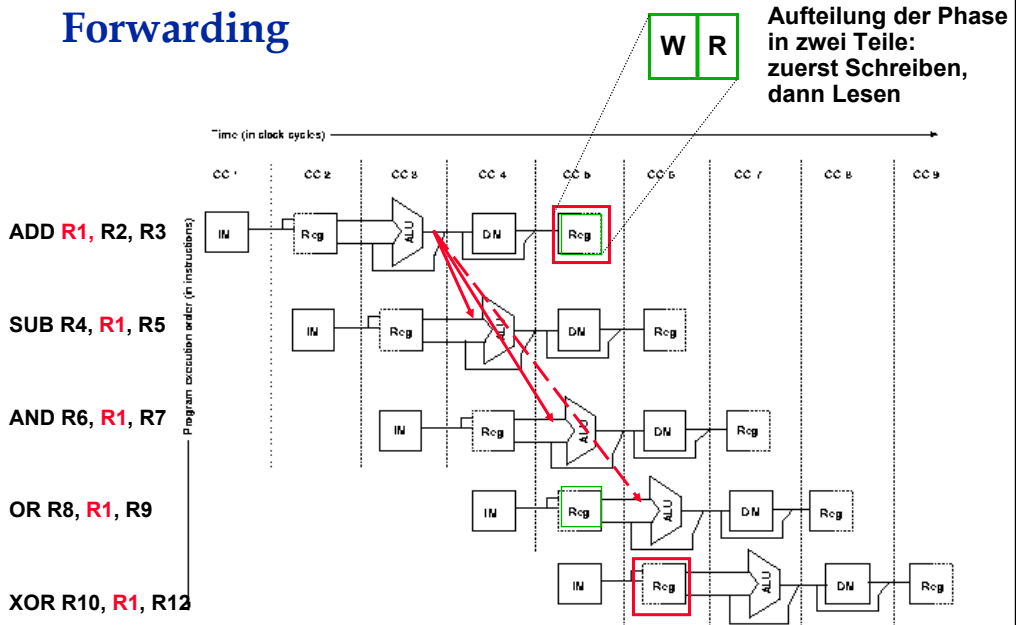 Forwarding
W R
Aufteilung der Phase
in zwei Teile:
zuerst Schreiben,
dann Lesen
Time (in clock cycles)
CC 1 CC 2 CC 3 CC 4 CC 5 CC 6 CC 7 CC 8 CC 9
Program execution order (in instructions)
ADD R1, R2, R3
IM Reg ALU DM Reg
SUB R4, R1, R5
IM Reg ALU DM Reg
AND R6, R1, R7
IM Reg ALU DM Reg
OR R8, R1, R9
IM Reg ALU DM Reg
XOR R10, R1, R12
IM Reg ALU DM Reg